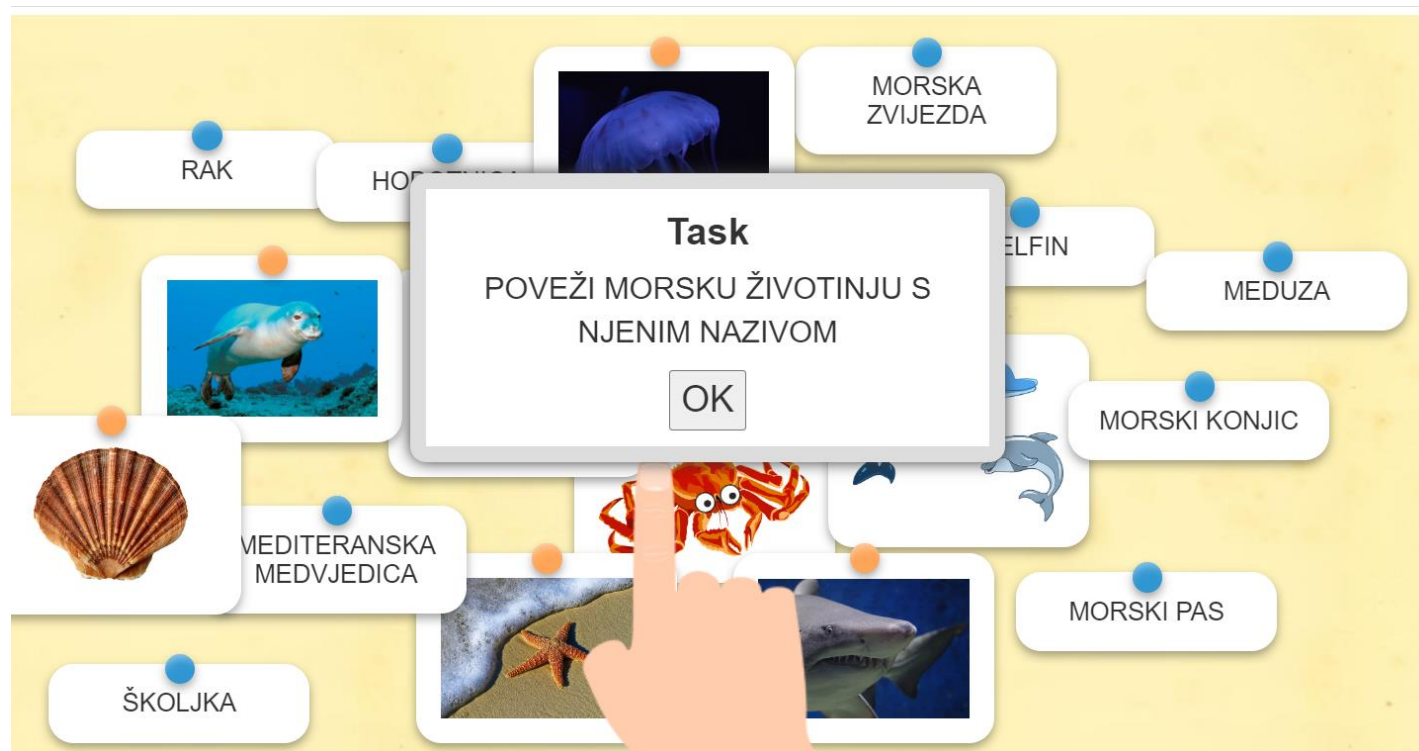 MORSKA
ZVIJEZDA
RAK
Task
POVEŽI MORSKU ŽIVOTINJU S
NJENIM NAZIVOM
OK
MEDUZA
MORSKI KONJIC
MEDITERANSKA
MEDVJEDICA
MORSKI PAS
ŠKOLJKA